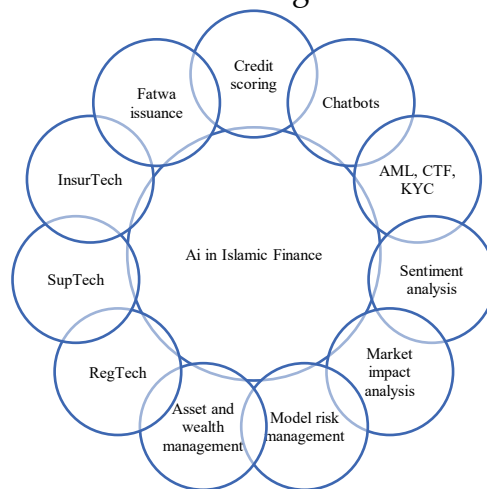 Credit
scoring
Chatbots
AML, CTF,
KYC
Sentiment
analysis
Market
impact
analysis
Model risk
management
Asset and
wealth
management
RegTech
SupTech
InsurTech
Fatwa
issuance
Ai in Islamic Finance